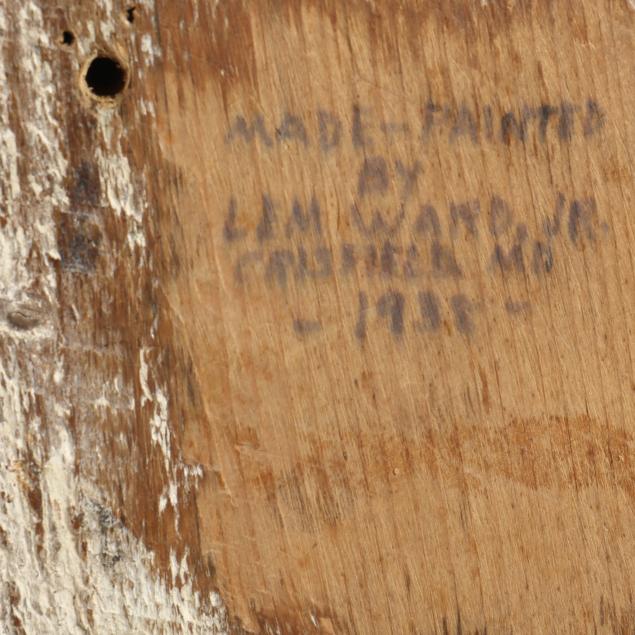 MADE-PAINTED
BY
LEM WARD, JR.
CRISFIELD MD
- 1938 -